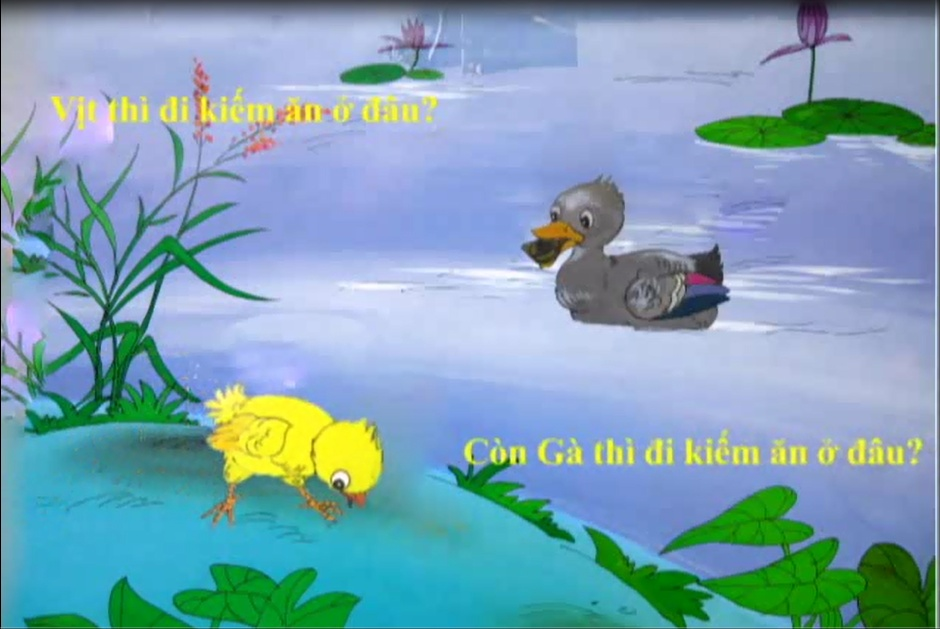 Vịt thì đi kiếm ăn ở đâu?
Còn Gà thì đi kiếm ăn ở đâu?